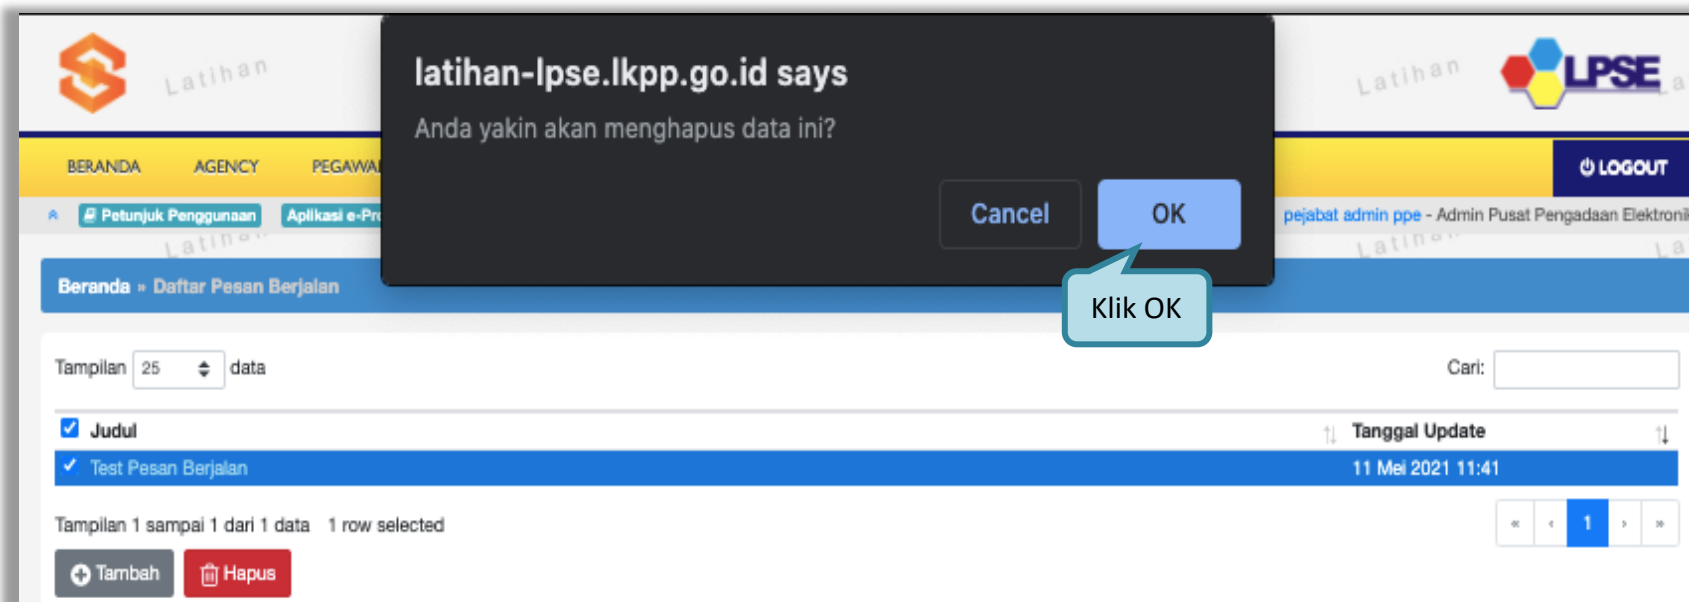 Latihan
latihan-lpse.lkpp.go.id says
Anda yakin akan menghapus data ini?
Cancel
OK
Klik OK
Latihan
LPSE
BERANDA
AGENCY
LOGOUT
Petunjuk Penggunaan
Aplikasi e-Pro
pejabat admin ppe - Admin Pusat Pengadaan Elektronik
Beranda » Daftar Pesan Berjalan
Tampilan 25 data
Cari:
Judul
Tanggal Update
Test Pesan Berjalan
11 Mei 2021 11:41
Tampilan 1 sampai 1 dari 1 data 1 row selected
« ‹ 1 › »
Tambah
Hapus